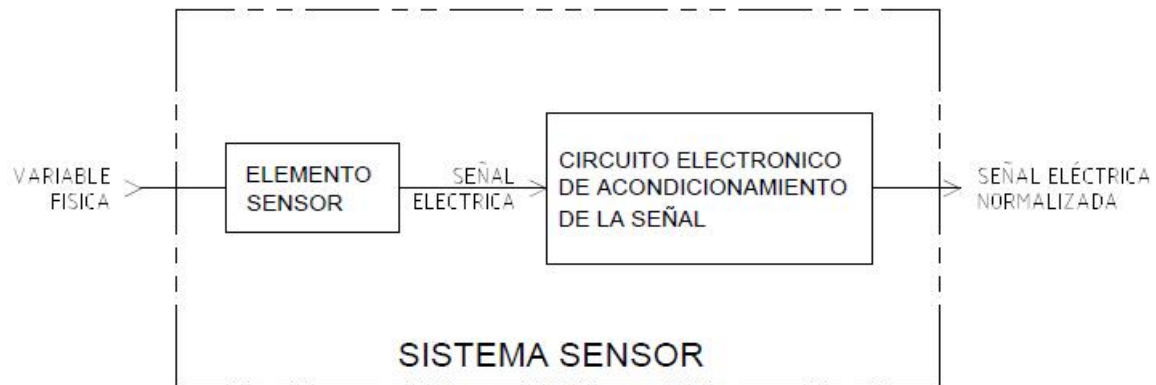 VARIABLE
FISICA
ELEMENTO
SENSOR
SEÑAL
ELECTRICA
CIRCUITO ELECTRONICO
DE ACONDICIONAMIENTO
DE LA SEÑAL
SEÑAL ELÉCTRICA
NORMALIZADA
SISTEMA SENSOR